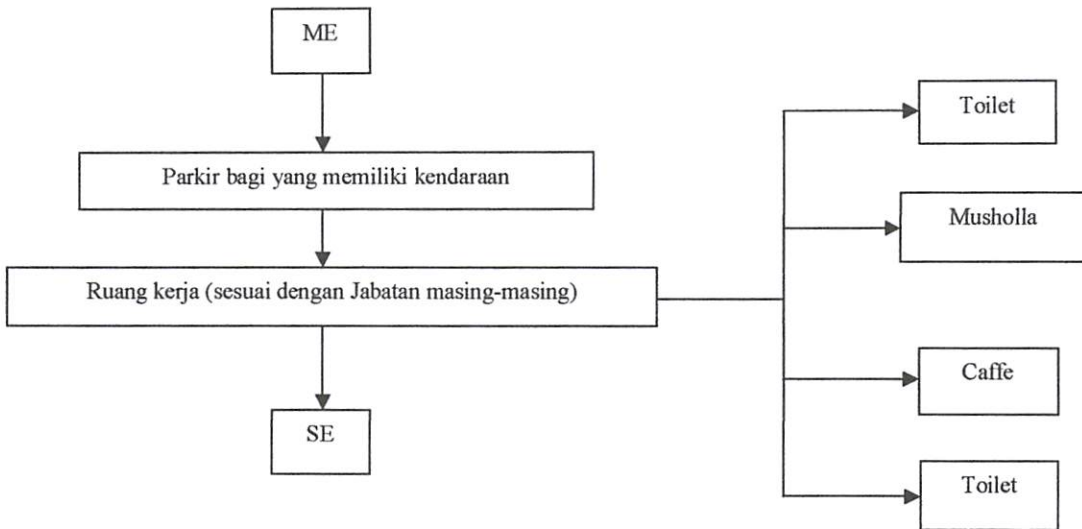 ME
Parkir bagi yang memiliki kendaraan
Ruang kerja (sesuai dengan Jabatan masing-masing)
SE
Toilet
Musholla
Caffe
Toilet